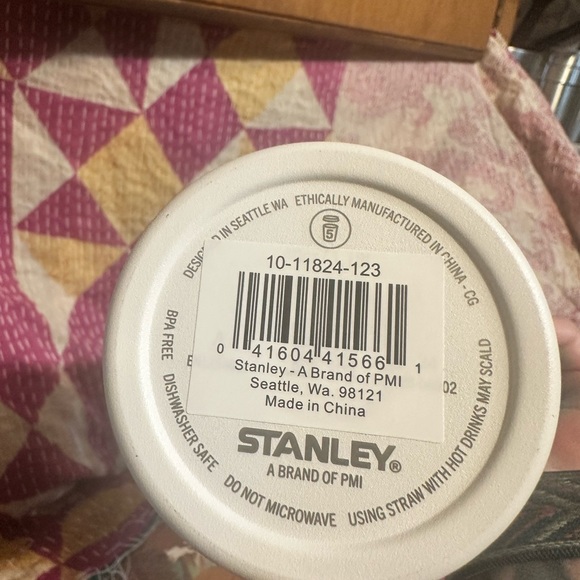 IN SEATTLE WA ETHICALLY MANUFACTURED IN CHINA - CG
5
10-11824-123
0 41604 41566 1
Stanley - A Brand of PMI
Seattle, Wa. 98121
Made in China
02
STANLEY®
A BRAND OF PMI
BPA FREE DISHWASHER SAFE DO NOT MICROWAVE USING STRAW WITH HOT DRINKS MAY SCALD